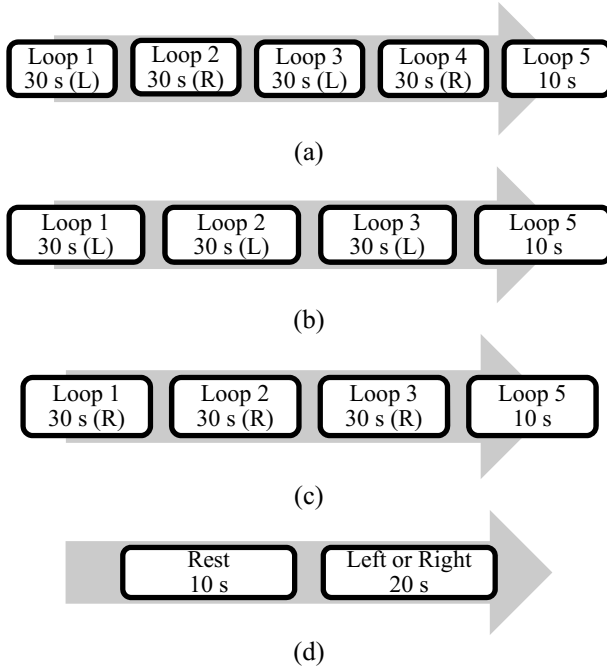 Loop 1
30 s (L)
Loop 2
30 s (R)
Loop 3
30 s (L)
Loop 4
30 s (R)
Loop 5
10 s
(a)
Loop 1
30 s (L)
Loop 2
30 s (L)
Loop 3
30 s (L)
Loop 5
10 s
(b)
Loop 1
30 s (R)
Loop 2
30 s (R)
Loop 3
30 s (R)
Loop 5
10 s
(c)
Rest
10 s
Left or Right
20 s
(d)